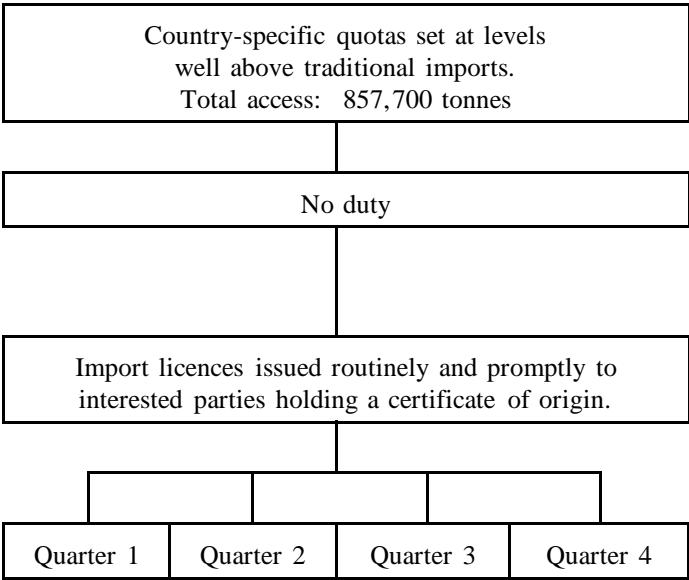 Country-specific quotas set at levels
well above traditional imports.
Total access: 857,700 tonnes
No duty
Import licences issued routinely and promptly to
interested parties holding a certificate of origin.
Quarter 1
Quarter 2
Quarter 3
Quarter 4